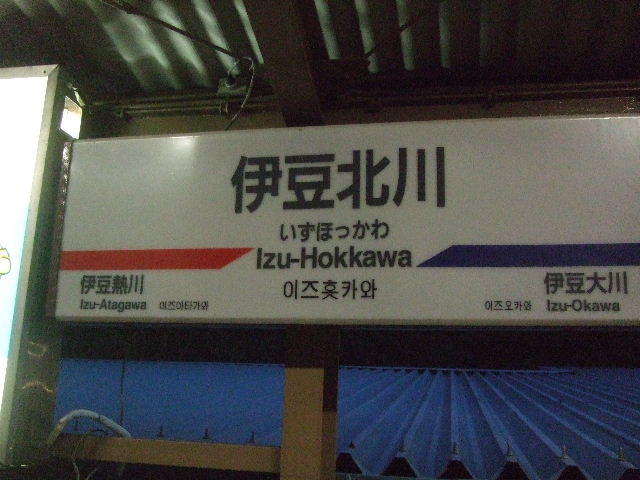 伊豆北川
いずほっかわ
Izu-Hokkawa
이즈홋카와
伊豆熱川
Izu-Atagawa 이즈아타가와
伊豆大川
이즈오카와 Izu-Okawa